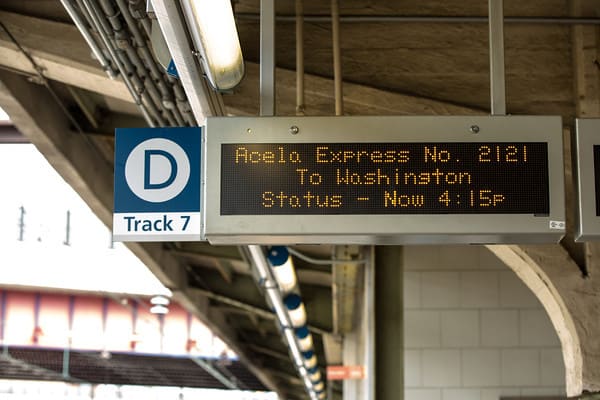 D
Track 7
Acela Express No. 2121
To Washington
Status - Now 4:15p